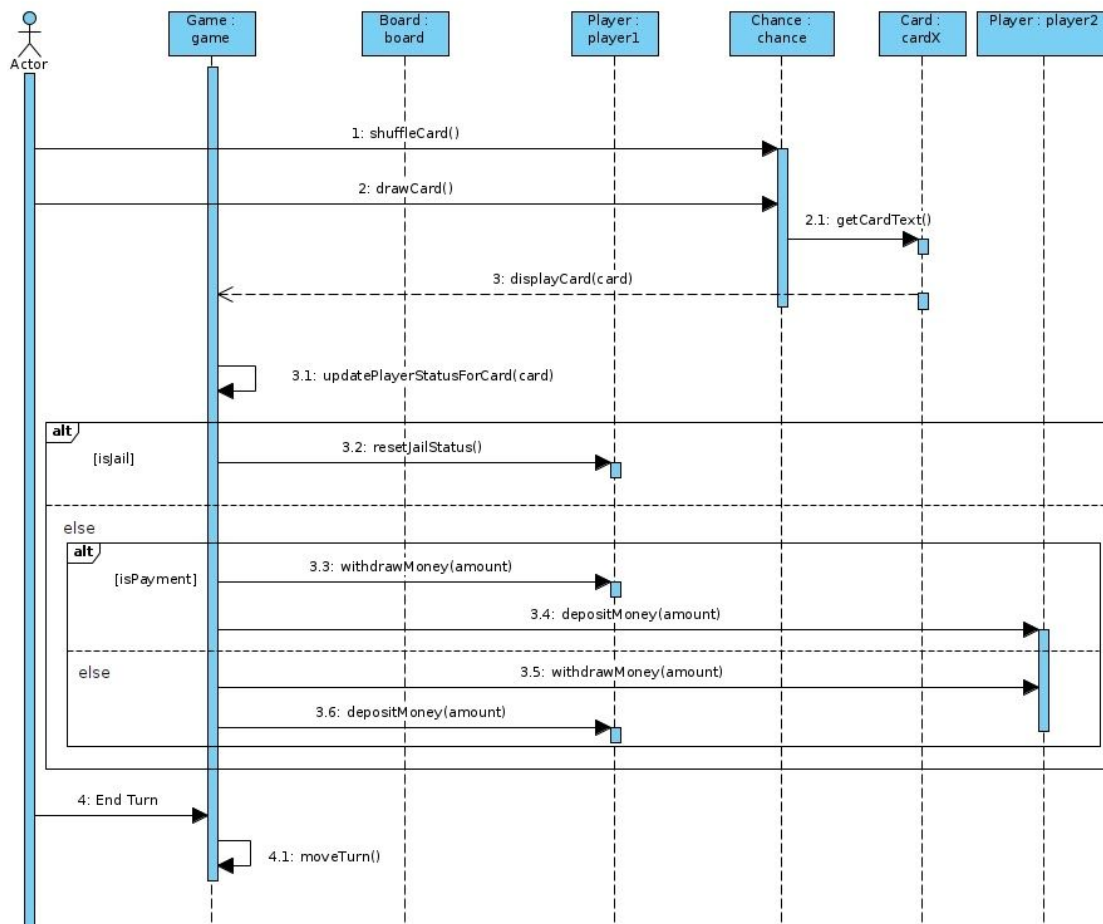 Game :
game
Board :
board
Player :
player1
Chance :
chance
Card :
cardX
Player : player2
Actor
1: shuffleCard()
2: drawCard()
2.1: getCardText()
3: displayCard(card)
3.1: updatePlayerStatusForCard(card)
alt
[isJail]
3.2: resetJailStatus()
else
alt
[isPayment]
3.3: withdrawMoney(amount)
3.4: depositMoney(amount)
else
3.5: withdrawMoney(amount)
3.6: depositMoney(amount)
4: End Turn
4.1: moveTurn()